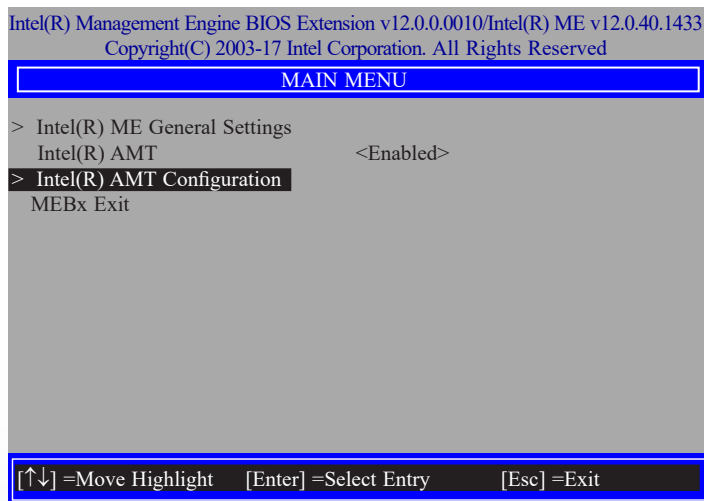 Intel(R) Management Engine BIOS Extension v12.0.0.0010/Intel(R) ME v12.0.40.1433
Copyright(C) 2003-17 Intel Corporation. All Rights Reserved
MAIN MENU
> Intel(R) ME General Settings
Intel(R) AMT <Enabled>
> Intel(R) AMT Configuration
MEBx Exit
[↑↓] =Move Highlight [Enter] =Select Entry [Esc] =Exit